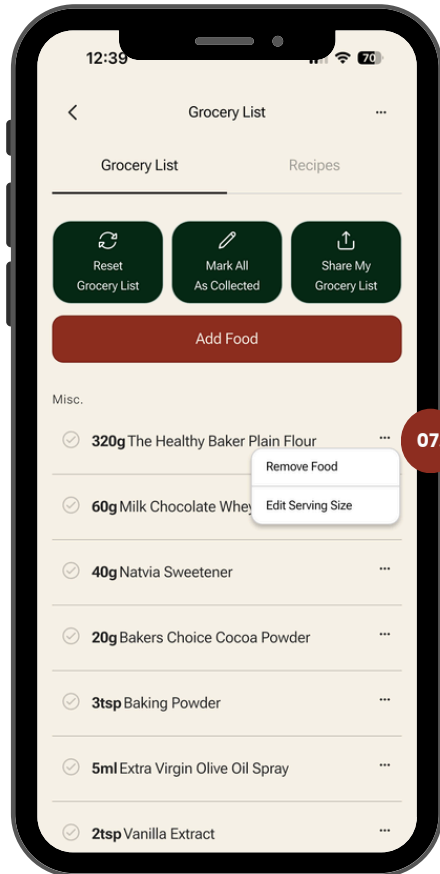 12:39
70
Grocery List
...
Grocery List Recipes
Reset
Grocery List
Mark All
As Collected
Share My
Grocery List
Add Food
Misc.
320g The Healthy Baker Plain Flour ...
07
Remove Food
60g Milk Chocolate Whey
Edit Serving Size
40g Natvia Sweetener ...
20g Bakers Choice Cocoa Powder ...
3tsp Baking Powder ...
5ml Extra Virgin Olive Oil Spray ...
2tsp Vanilla Extract ...